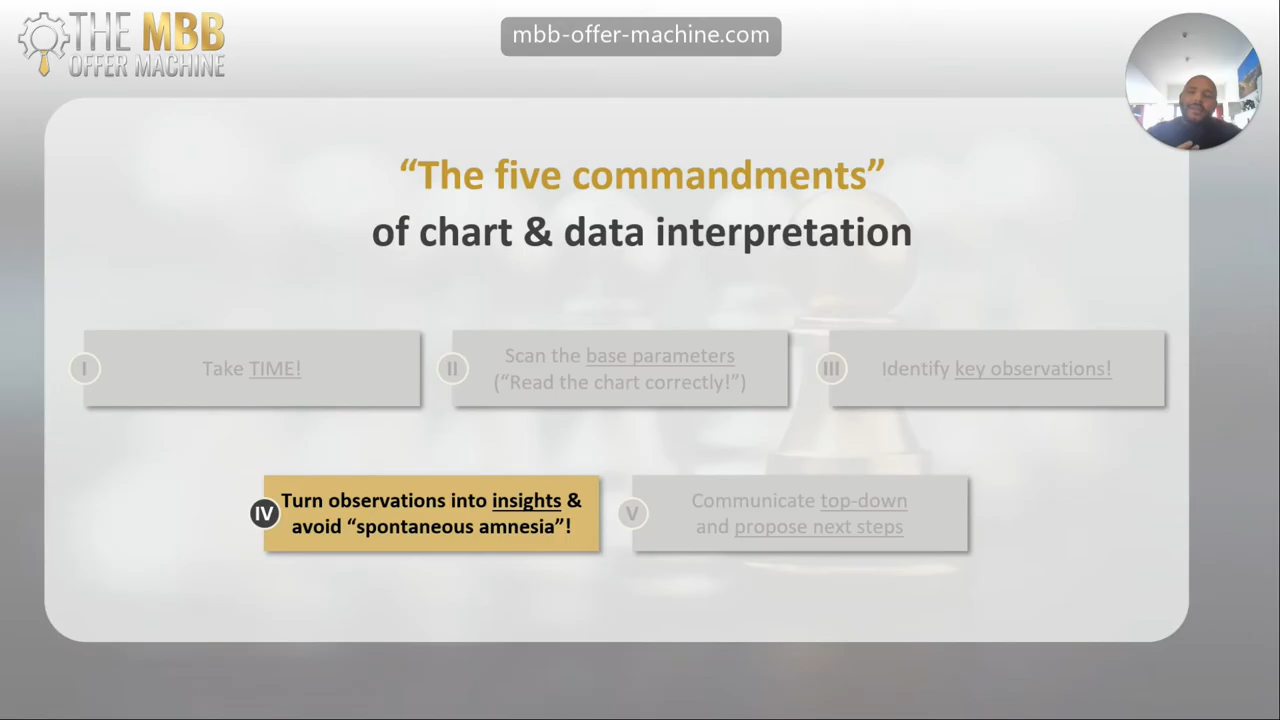 THE MBB
OFFER MACHINE
mbb-offer-machine.com
“The five commandments”
of chart & data interpretation
I
Take TIME!
II
Scan the base parameters
(“Read the chart correctly!”)
III
Identify key observations!
IV
Turn observations into insights &
avoid “spontaneous amnesia”!
V
Communicate top-down
and propose next steps